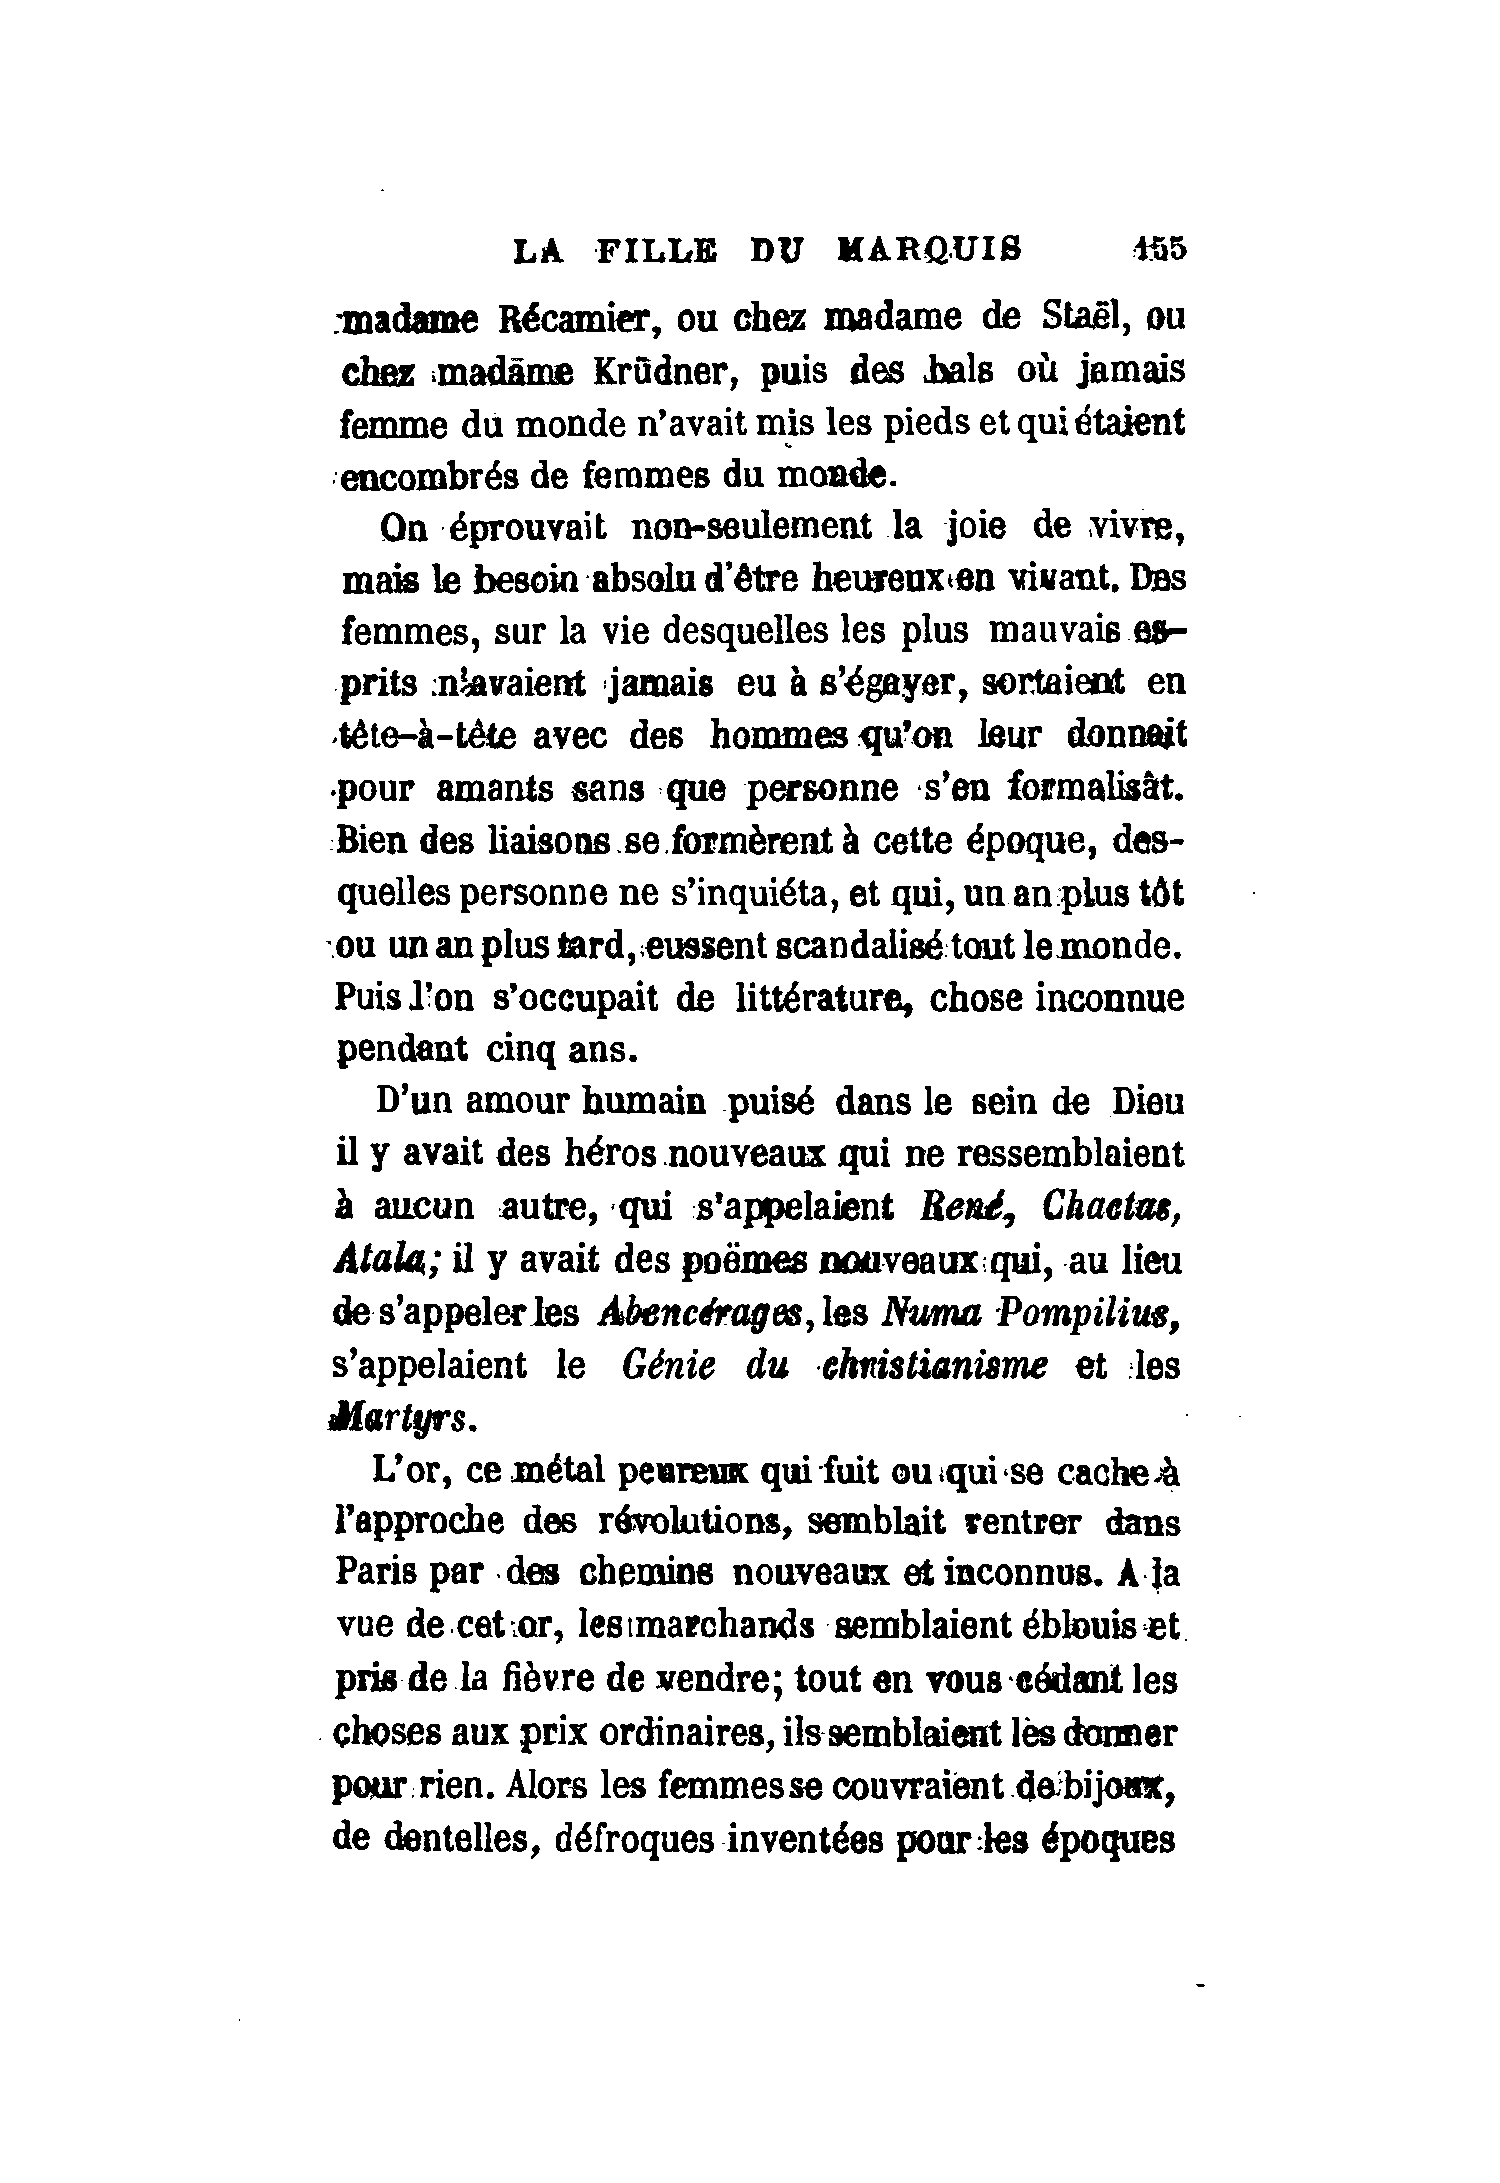 LA FILLE DU MARQUIS 155
madame Récamier, ou chez madame de Staël, ou
chez madame Krüdner, puis des bals où jamais
femme du monde n'avait mis les pieds et qui étaient
encombrés de femmes du monde.
On éprouvait non-seulement la joie de vivre,
mais le besoin absolu d'être heureux en vivant. Des
femmes, sur la vie desquelles les plus mauvais es-
prits n'avaient jamais eu à s'égayer, sortaient en
tête-à-tête avec des hommes qu'on leur donnait
pour amants sans que personne s'en formalisât.
Bien des liaisons se formèrent à cette époque, des-
quelles personne ne s'inquiéta, et qui, un an plus tôt
ou un an plus tard, eussent scandalisé tout le monde.
Puis l'on s'occupait de littérature, chose inconnue
pendant cinq ans.
D'un amour humain puisé dans le sein de Dieu
il y avait des héros nouveaux qui ne ressemblaient
à aucun autre, qui s'appelaient René, Chactas,
Atala; il y avait des poëmes nouveaux qui, au lieu
de s'appeler les Abencérages, les Numa Pompilius,
s'appelaient le Génie du christianisme et les
Martyrs.
L'or, ce métal peureux qui fuit ou qui se cache à
l'approche des révolutions, semblait rentrer dans
Paris par des chemins nouveaux et inconnus. A la
vue de cet or, les marchands semblaient éblouis et
pris de la fièvre de vendre; tout en vous cédant les
choses aux prix ordinaires, ils semblaient les donner
pour rien. Alors les femmes se couvraient de bijoux,
de dentelles, défroques inventées pour les époques